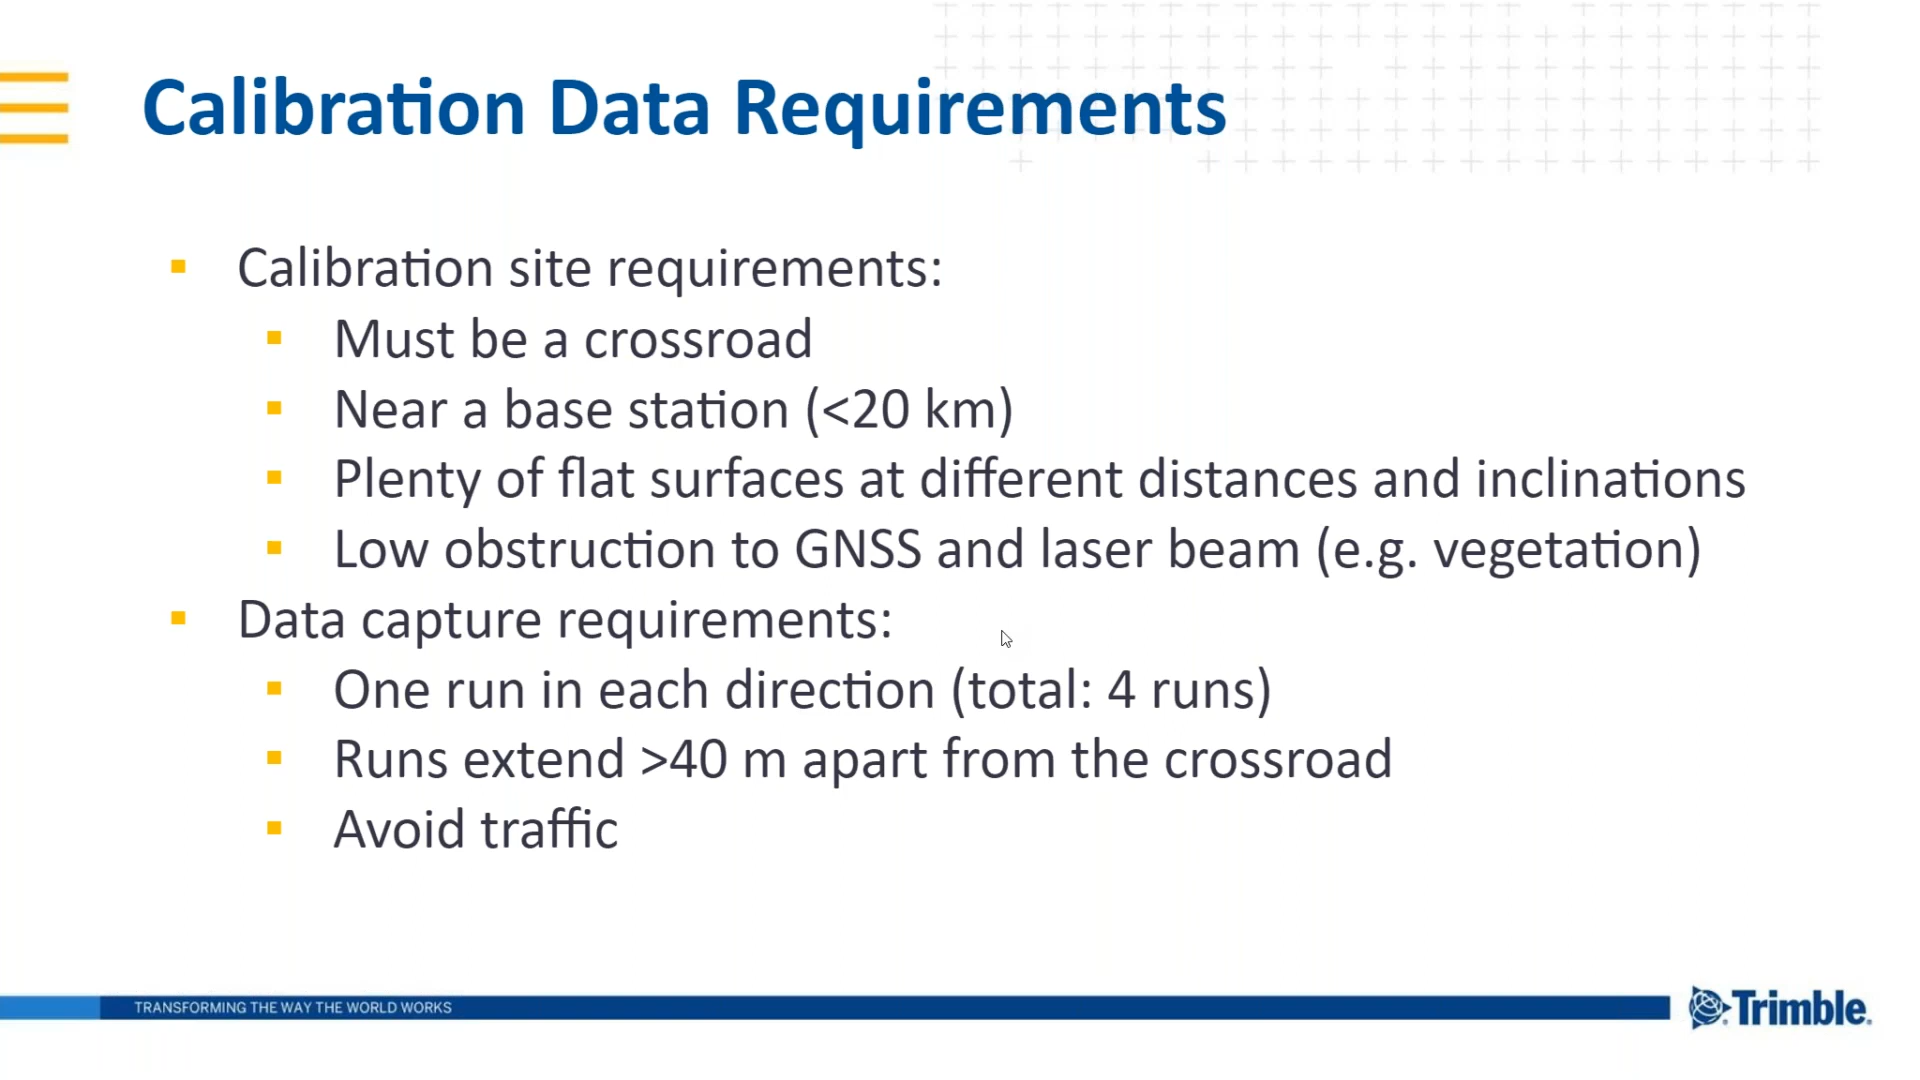 Calibration Data Requirements
Calibration site requirements:
Must be a crossroad
Near a base station (<20 km)
Plenty of flat surfaces at different distances and inclinations
Low obstruction to GNSS and laser beam (e.g. vegetation)
Data capture requirements:
One run in each direction (total: 4 runs)
Runs extend >40 m apart from the crossroad
Avoid traffic
TRANSFORMING THE WAY THE WORLD WORKS
Trimble.